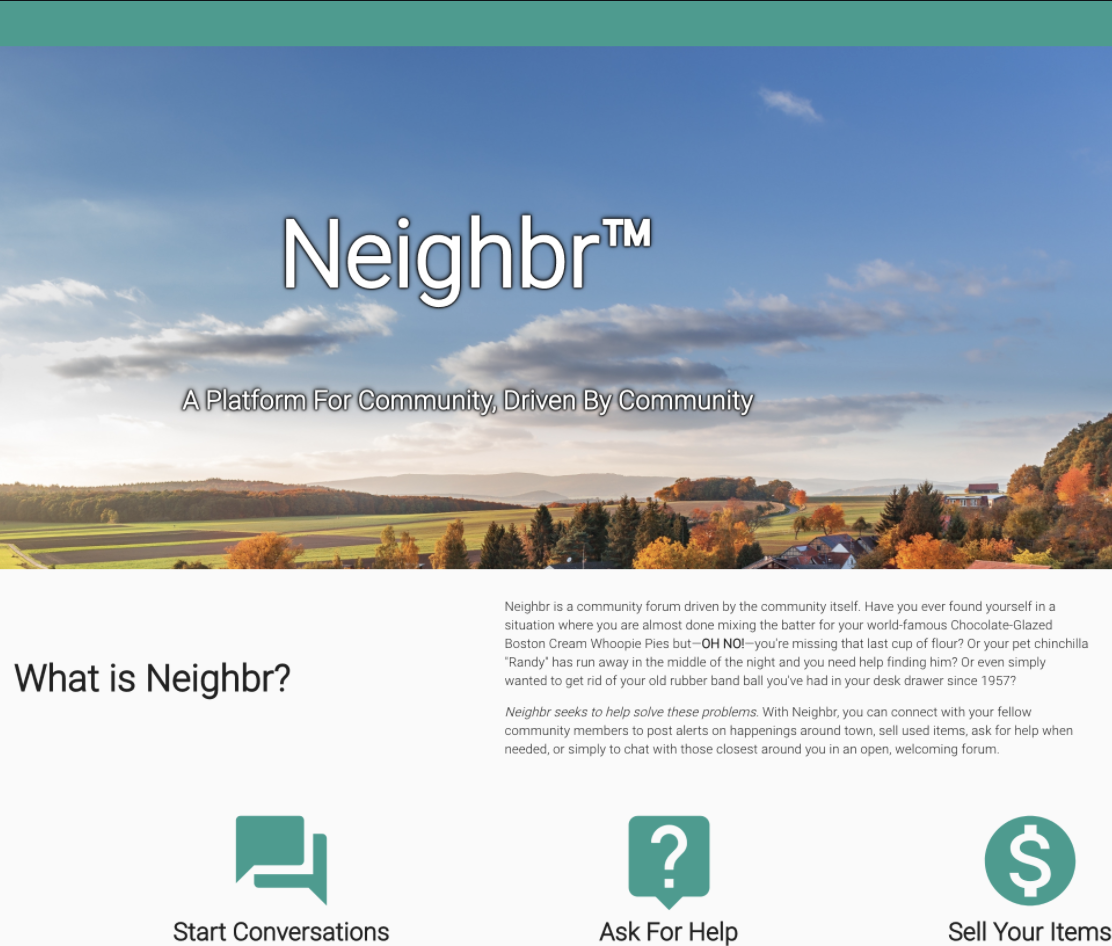 Neighbr™
A Platform For Community, Driven By Community
What is Neighbr?
Neighbr is a community forum driven by the community itself. Have you ever found yourself in a
situation where you are almost done mixing the batter for your world-famous Chocolate-Glazed
Boston Cream Whoopie Pies but—OH NO!—you're missing that last cup of flour? Or your pet chinchilla
"Randy" has run away in the middle of the night and you need help finding him? Or even simply
wanted to get rid of your old rubber band ball you've had in your desk drawer since 1957?
Neighbr seeks to help solve these problems. With Neighbr, you can connect with your fellow
community members to post alerts on happenings around town, sell used items, ask for help when
needed, or simply to chat with those closest around you in an open, welcoming forum.
Start Conversations
Ask For Help
Sell Your Items